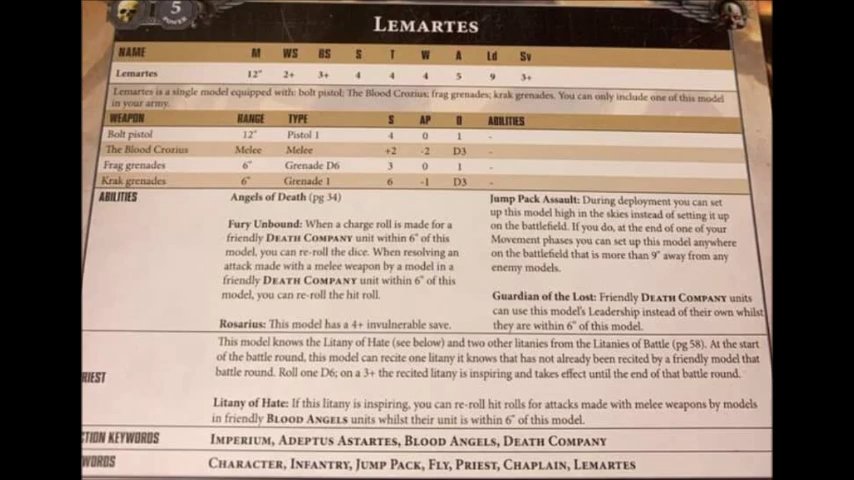 5
POWER
LEMARTES
NAME M WS BS S T W A Ld Sv
Lemartes 12" 2+ 3+ 4 4 4 5 9 3+
Lemartes is a single model equipped with: bolt pistol; The Blood Crozius; frag grenades; krak grenades. You can only include one of this model
in your army.
WEAPON RANGE TYPE S AP D ABILITIES
Bolt pistol 12" Pistol 1 4 0 1 -
The Blood Crozius Melee Melee +2 -2 D3 -
Frag grenades 6" Grenade D6 3 0 1 -
Krak grenades 6" Grenade 1 6 -1 D3 -
ABILITIES
Angels of Death (pg 34)
Fury Unbound: When a charge roll is made for a
friendly DEATH COMPANY unit within 6" of this
model, you can re-roll the dice. When resolving an
attack made with a melee weapon by a model in a
friendly DEATH COMPANY unit within 6" of this
model, you can re-roll the hit roll.
Rosarius: This model has a 4+ invulnerable save.
Jump Pack Assault: During deployment you can set
up this model high in the skies instead of setting it up
on the battlefield. If you do, at the end of one of your
Movement phases you can set up this model anywhere
on the battlefield that is more than 9" away from any
enemy models.
Guardian of the Lost: Friendly DEATH COMPANY units
can use this model's Leadership instead of their own whilst
they are within 6" of this model.
RIEST
This model knows the Litany of Hate (see below) and two other litanies from the Litanies of Battle (pg 58). At the start
of the battle round, this model can recite one litany it knows that has not already been recited by a friendly model that
battle round. Roll one D6; on a 3+ the recited litany is inspiring and takes effect until the end of that battle round.
Litany of Hate: If this litany is inspiring, you can re-roll hit rolls for attacks made with melee weapons by models
in friendly BLOOD ANGELS units whilst their unit is within 6" of this model.
CTION KEYWORDS IMPERIUM, ADEPTUS ASTARTES, BLOOD ANGELS, DEATH COMPANY
WORDS CHARACTER, INFANTRY, JUMP PACK, FLY, PRIEST, CHAPLAIN, LEMARTES